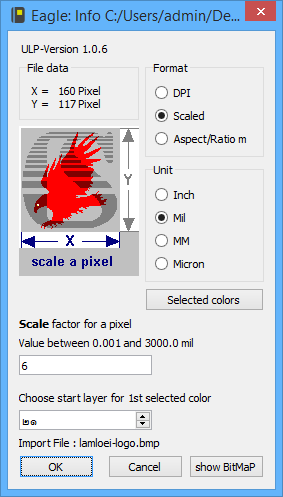 Eagle: Info C:/Users/admin/De...
ULP-Version 1.0.6
File data
X = 160 Pixel
Y = 117 Pixel
Format
DPI
Scaled
Aspect/Ratio m
Y
X
scale a pixel
Unit
Inch
Mil
MM
Micron
Selected colors
Scale factor for a pixel
Value between 0.001 and 3000.0 mil
6
Choose start layer for 1st selected color
๒๑๑
Import File : lamloei-logo.bmp
OK
Cancel
show BitMaP